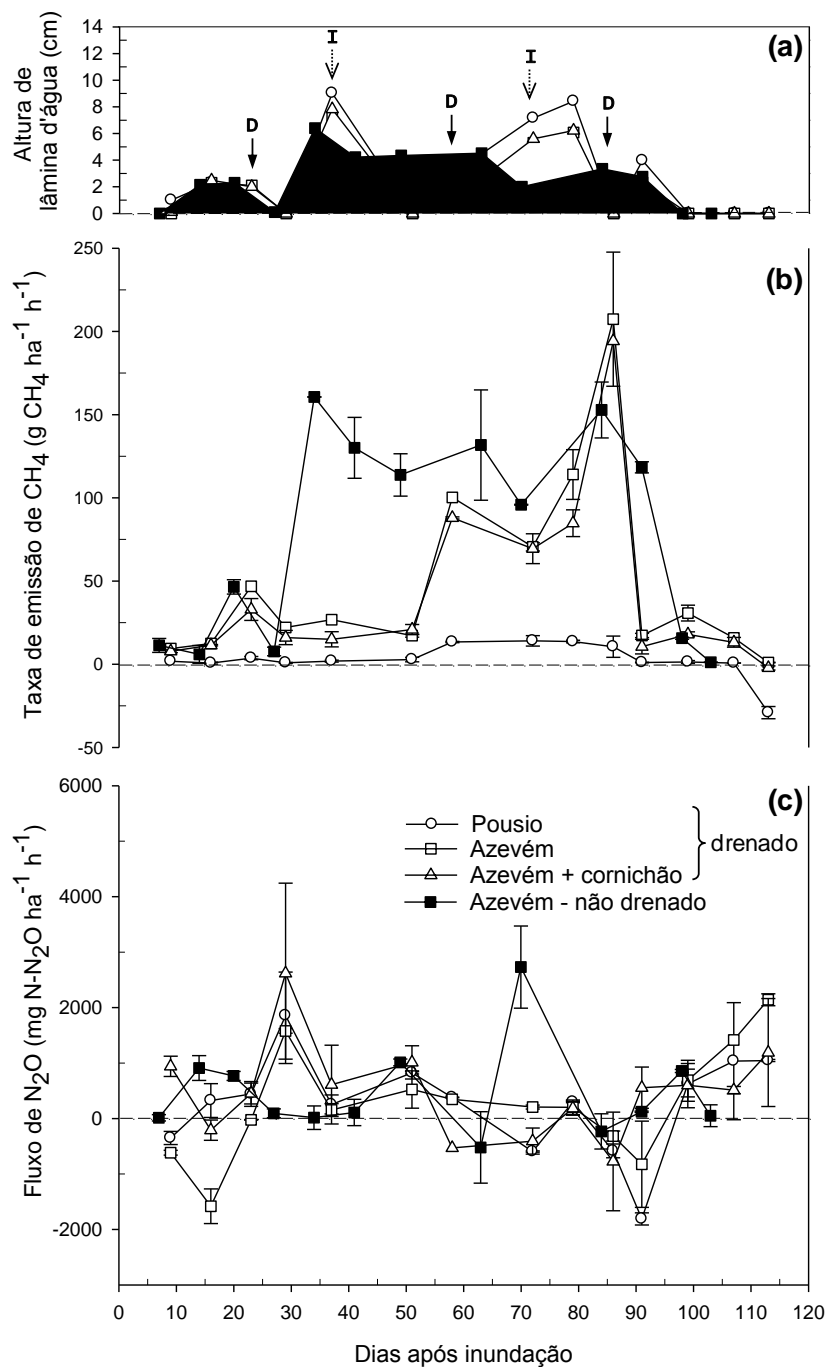 (a)
Altura de
lâmina d'água (cm)
14
12
10
8
6
4
2
0
D
I
D
I
D
(b)
Taxa de emissão de CH4 (g CH4 ha-1 h-1)
250
200
150
100
50
0
-50
(c)
Fluxo de N2O (mg N-N2O ha-1 h-1)
6000
4000
2000
0
-2000
Pousio
Azevém
Azevém + cornichão
drenado
Azevém - não drenado
0 10 20 30 40 50 60 70 80 90 100 110 120
Dias após inundação